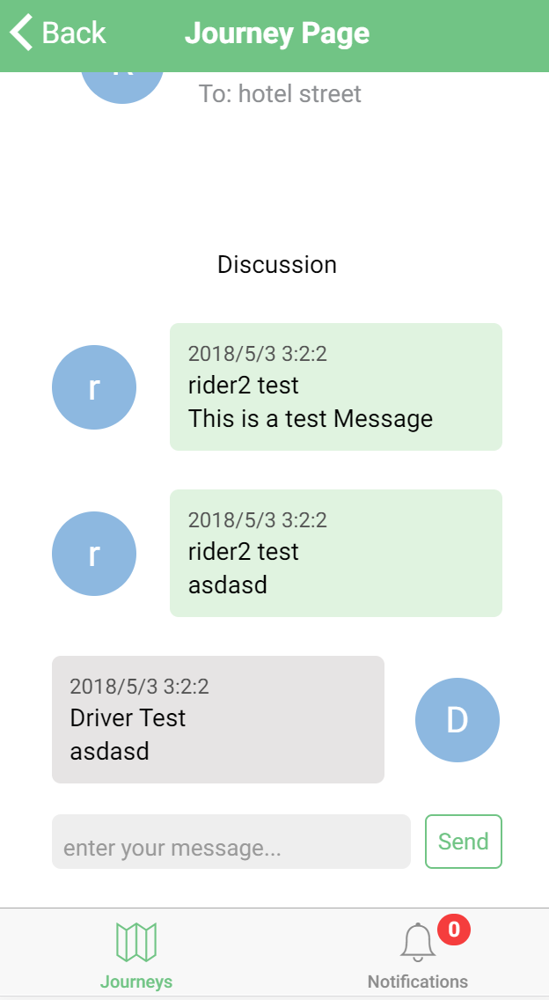 Back Journey Page
To: hotel street
Discussion
2018/5/3 3:2:2
r
rider2 test
This is a test Message
2018/5/3 3:2:2
r
rider2 test
asdasd
2018/5/3 3:2:2
Driver Test
D
asdasd
enter your message...
Send
0
Journeys
Notifications